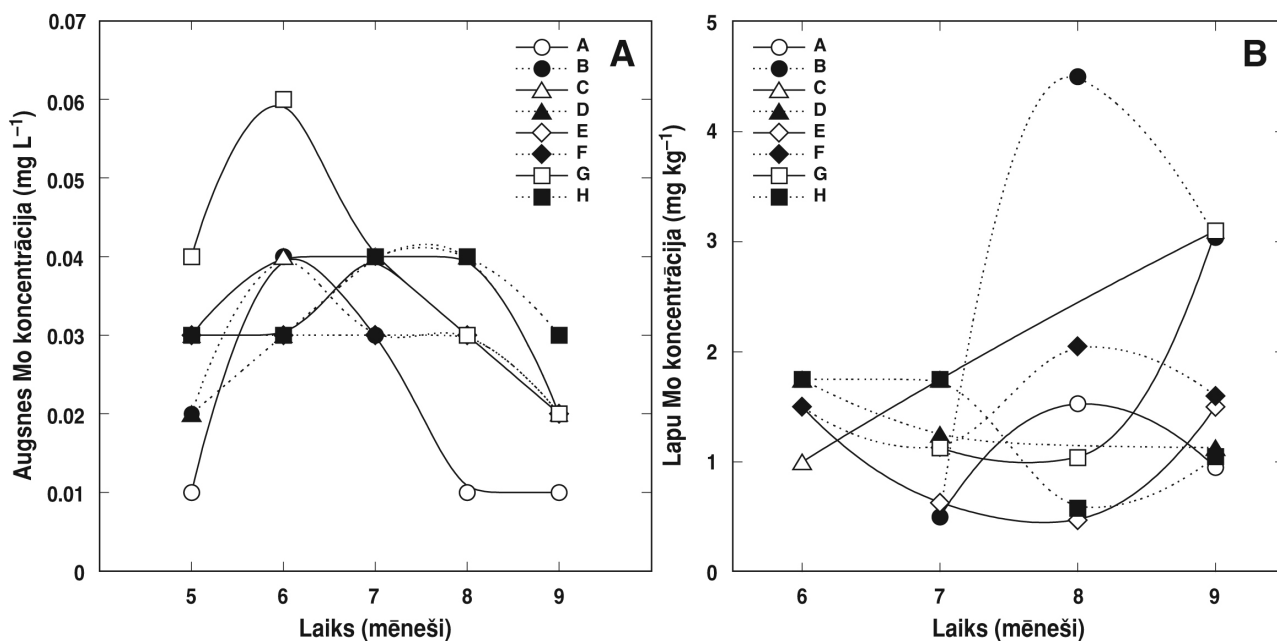 Augsnes Mo koncentrācija (mg L⁻¹)
0.07
0.06
0.05
0.04
0.03
0.02
0.01
0
5 6 7 8 9
Laiks (mēneši)
A
B
C
D
E
F
G
H
A
Lapu Mo koncentrācija (mg kg⁻¹)
5
4
3
2
1
0
6 7 8 9
Laiks (mēneši)
A
B
C
D
E
F
G
H
B